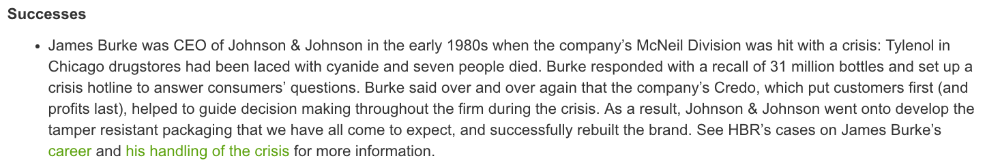 Successes
• James Burke was CEO of Johnson & Johnson in the early 1980s when the company’s McNeil Division was hit with a crisis: Tylenol in
Chicago drugstores had been laced with cyanide and seven people died. Burke responded with a recall of 31 million bottles and set up a
crisis hotline to answer consumers’ questions. Burke said over and over again that the company’s Credo, which put customers first (and
profits last), helped to guide decision making throughout the firm during the crisis. As a result, Johnson & Johnson went onto develop the
tamper resistant packaging that we have all come to expect, and successfully rebuilt the brand. See HBR’s cases on James Burke’s
career and his handling of the crisis for more information.